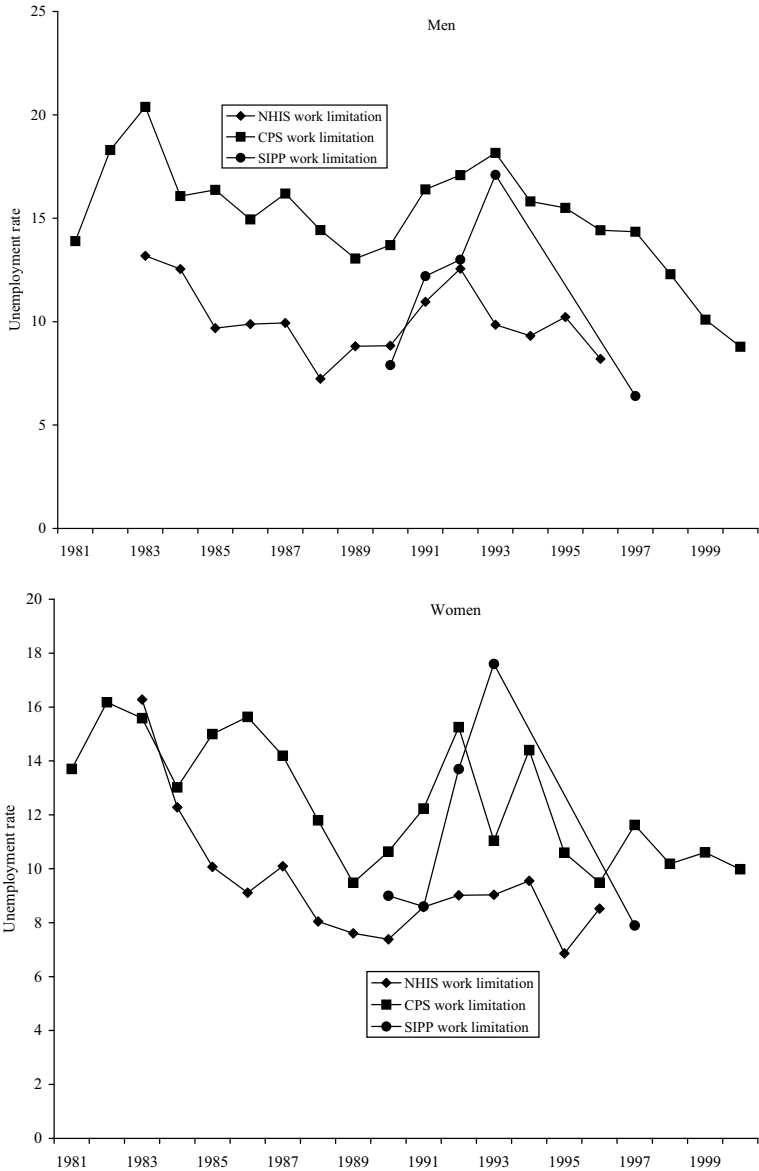 Men
25
20
15
10
5
0
Unemployment rate
NHIS work limitation
CPS work limitation
SIPP work limitation
1981 1983 1985 1987 1989 1991 1993 1995 1997 1999
Women
20
18
16
14
12
10
8
6
4
2
0
Unemployment rate
NHIS work limitation
CPS work limitation
SIPP work limitation
1981 1983 1985 1987 1989 1991 1993 1995 1997 1999